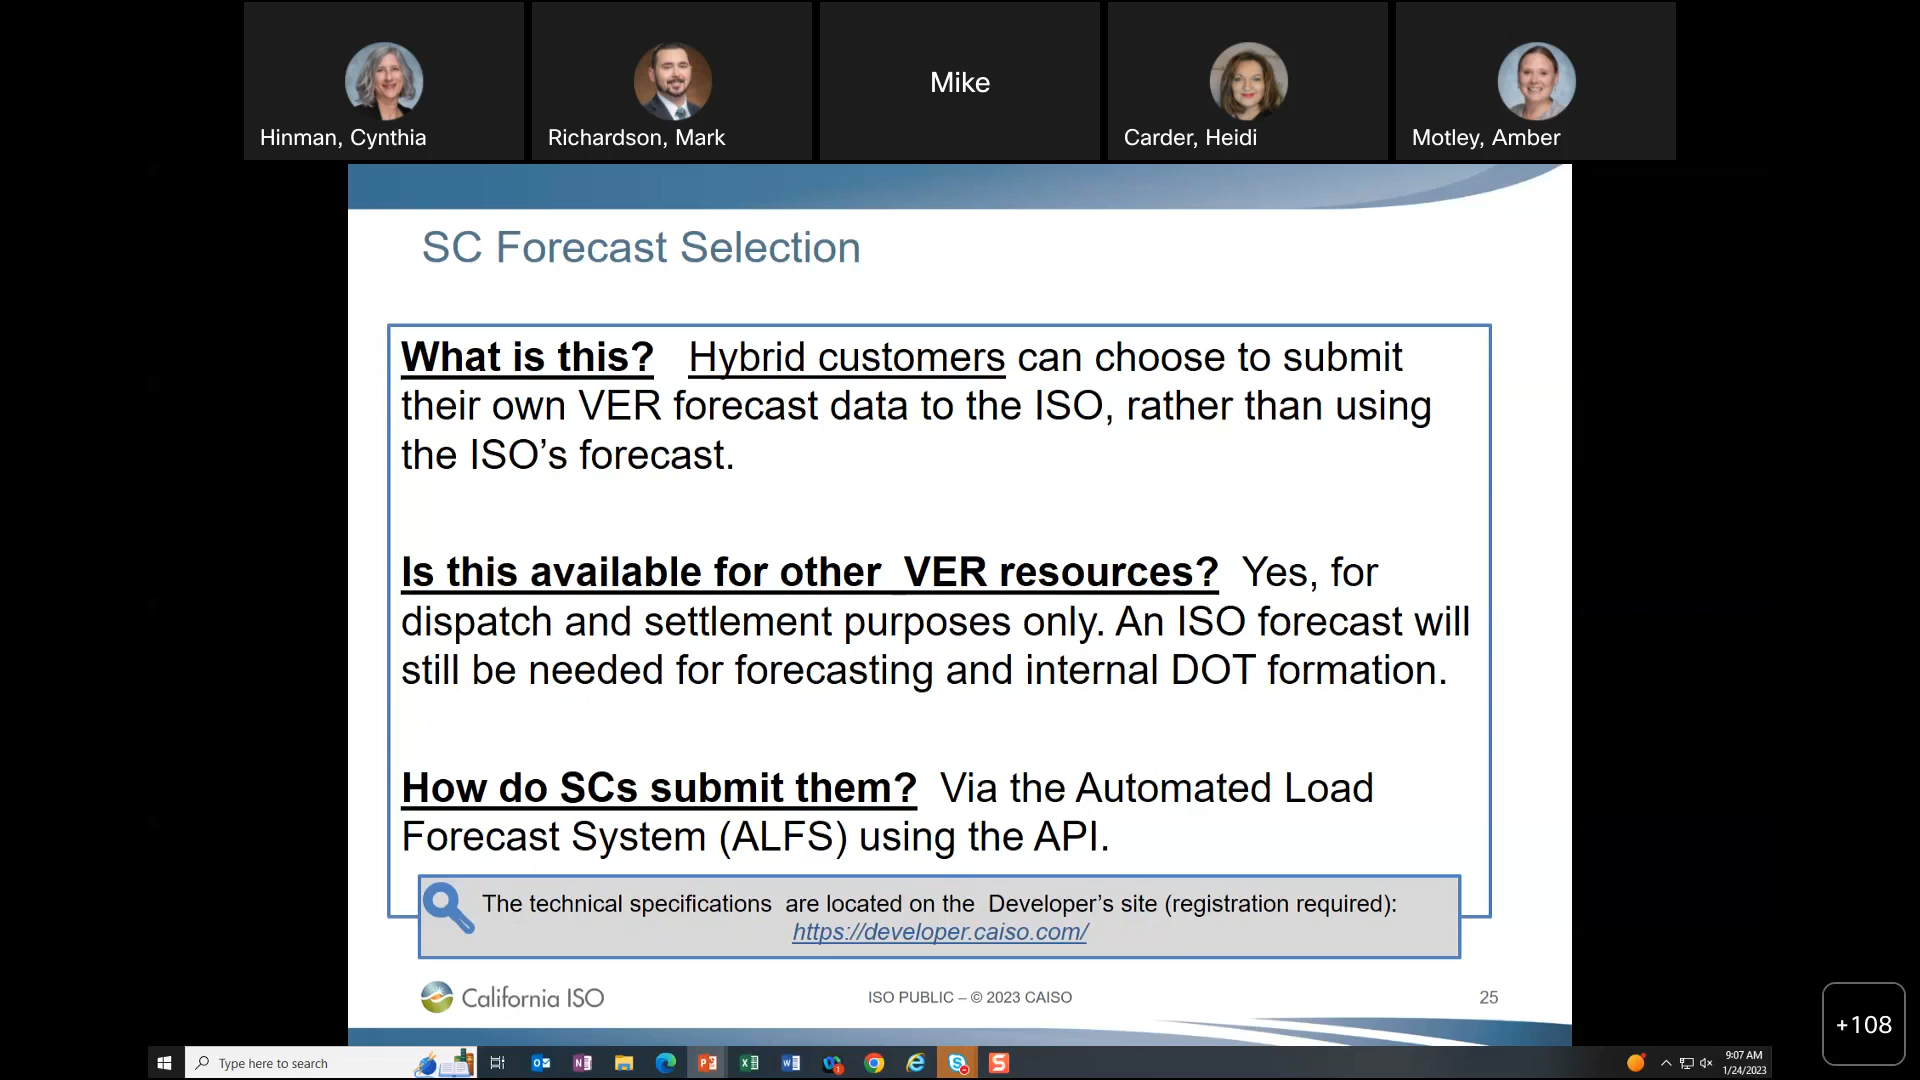 Hinman, Cynthia
Richardson, Mark
Mike
Carder, Heidi
Motley, Amber
SC Forecast Selection
What is this?   Hybrid customers can choose to submit
their own VER forecast data to the ISO, rather than using
the ISO’s forecast.
Is this available for other  VER resources?  Yes, for
dispatch and settlement purposes only. An ISO forecast will
still be needed for forecasting and internal DOT formation.
How do SCs submit them?  Via the Automated Load
Forecast System (ALFS) using the API.
The technical specifications  are located on the  Developer’s site (registration required):
https://developer.caiso.com/
California ISO
ISO PUBLIC – © 2023 CAISO
25
+108
Type here to search
9:07 AM
1/24/2023